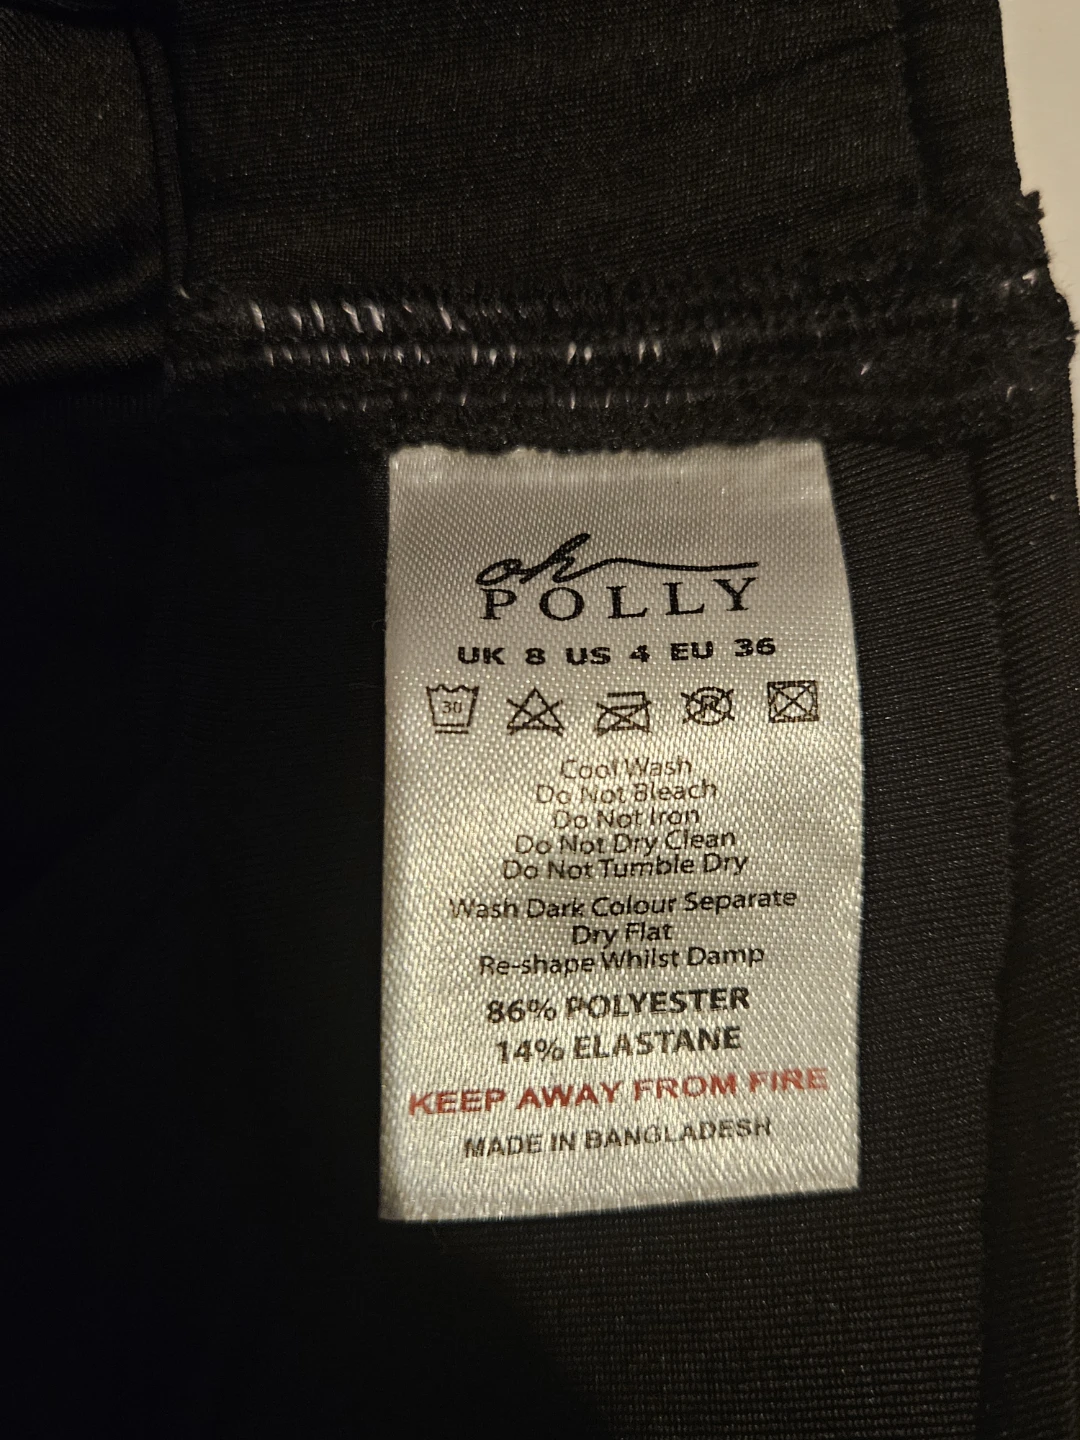 oh
POLLY
UK 8 US 4 EU 36
30
Cool Wash
Do Not Bleach
Do Not Iron
Do Not Dry Clean
Do Not Tumble Dry
Wash Dark Colour Separate
Dry Flat
Re-shape Whilst Damp
86% POLYESTER
14% ELASTANE
KEEP AWAY FROM FIRE
MADE IN BANGLADESH